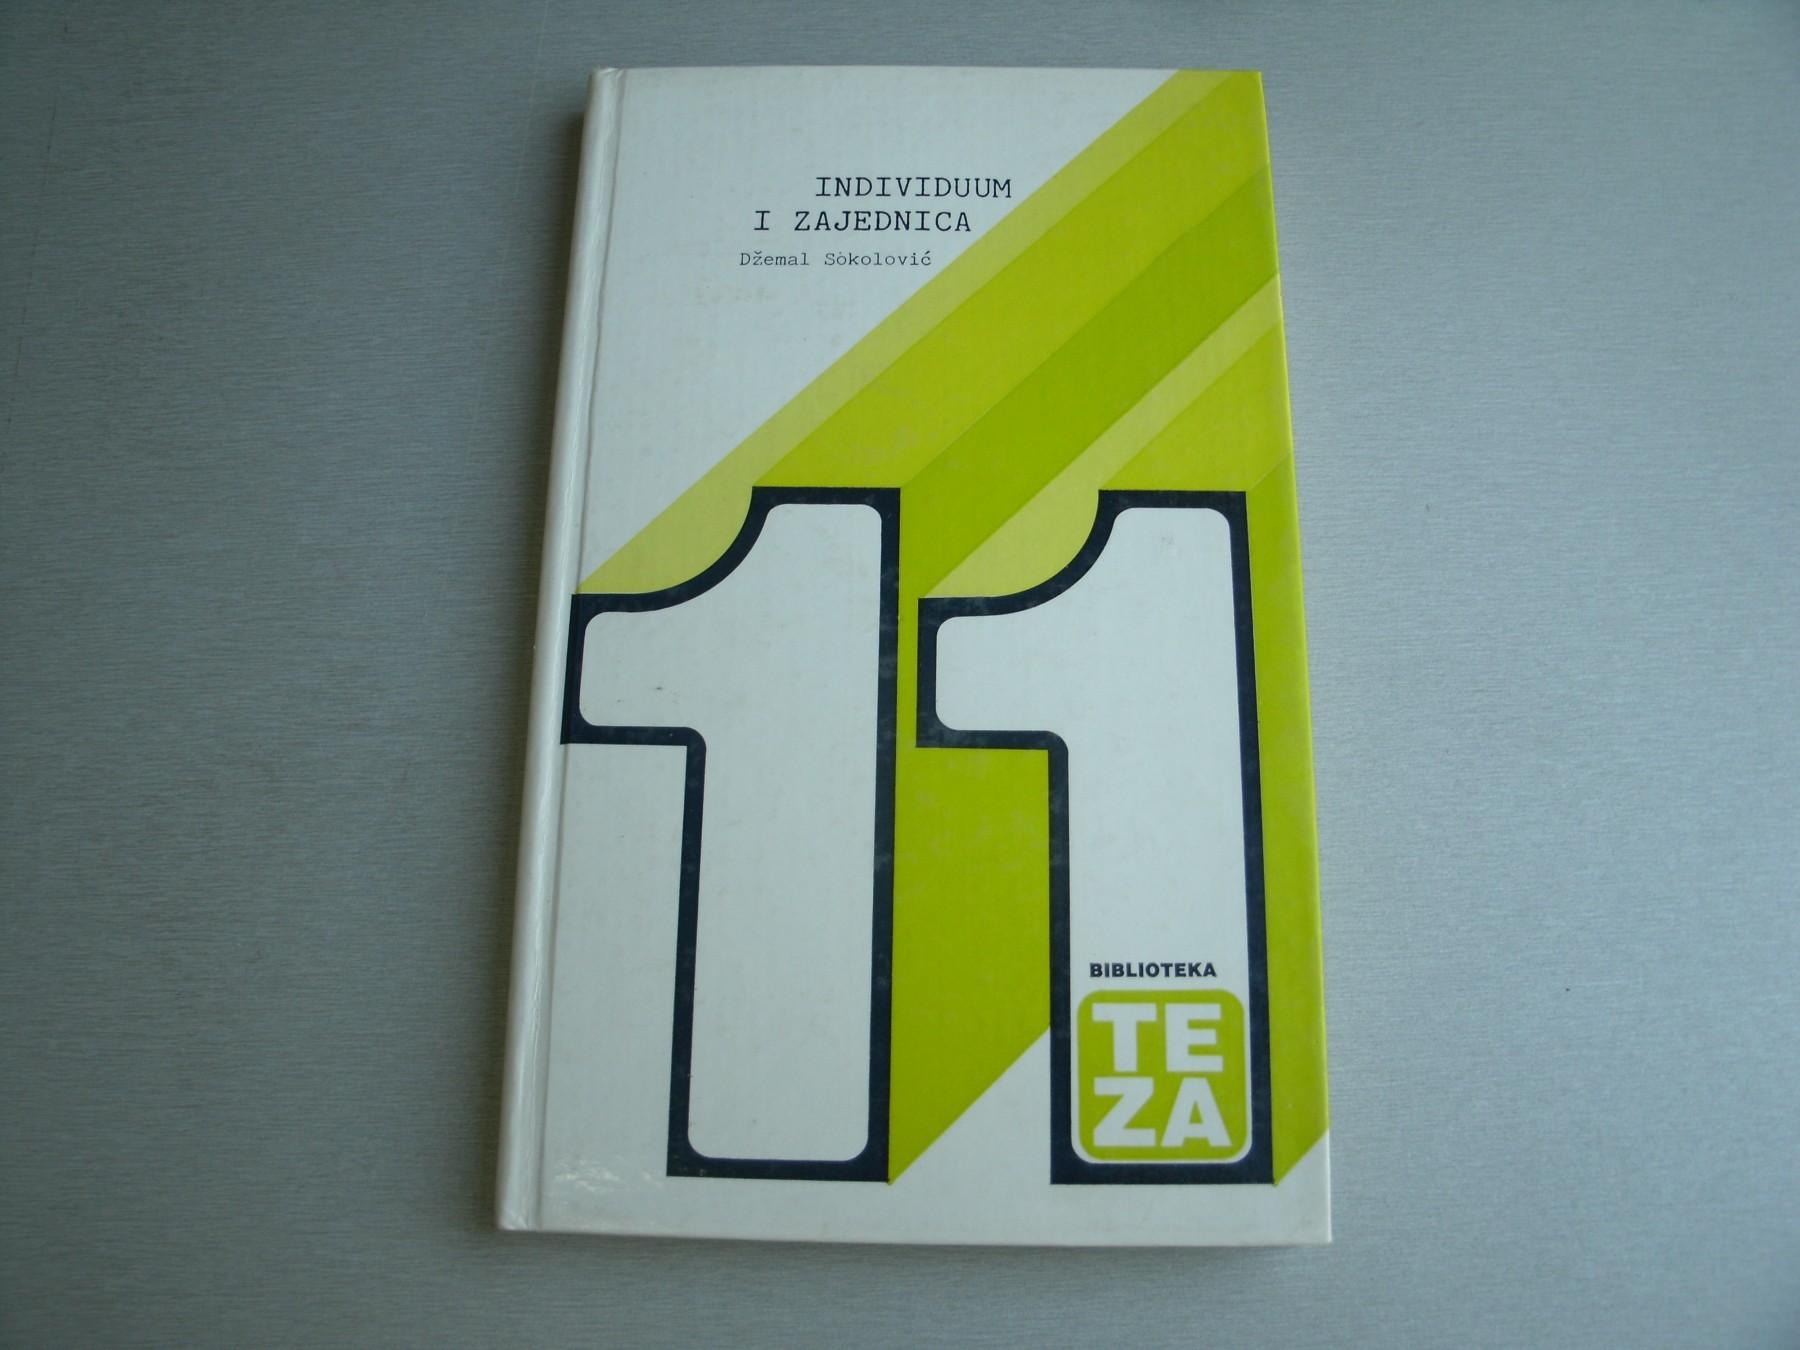 INDIVIDUUM
I ZAJEDNICA
Džemal Sokolović
11
BIBLIOTEKA
TE
ZA